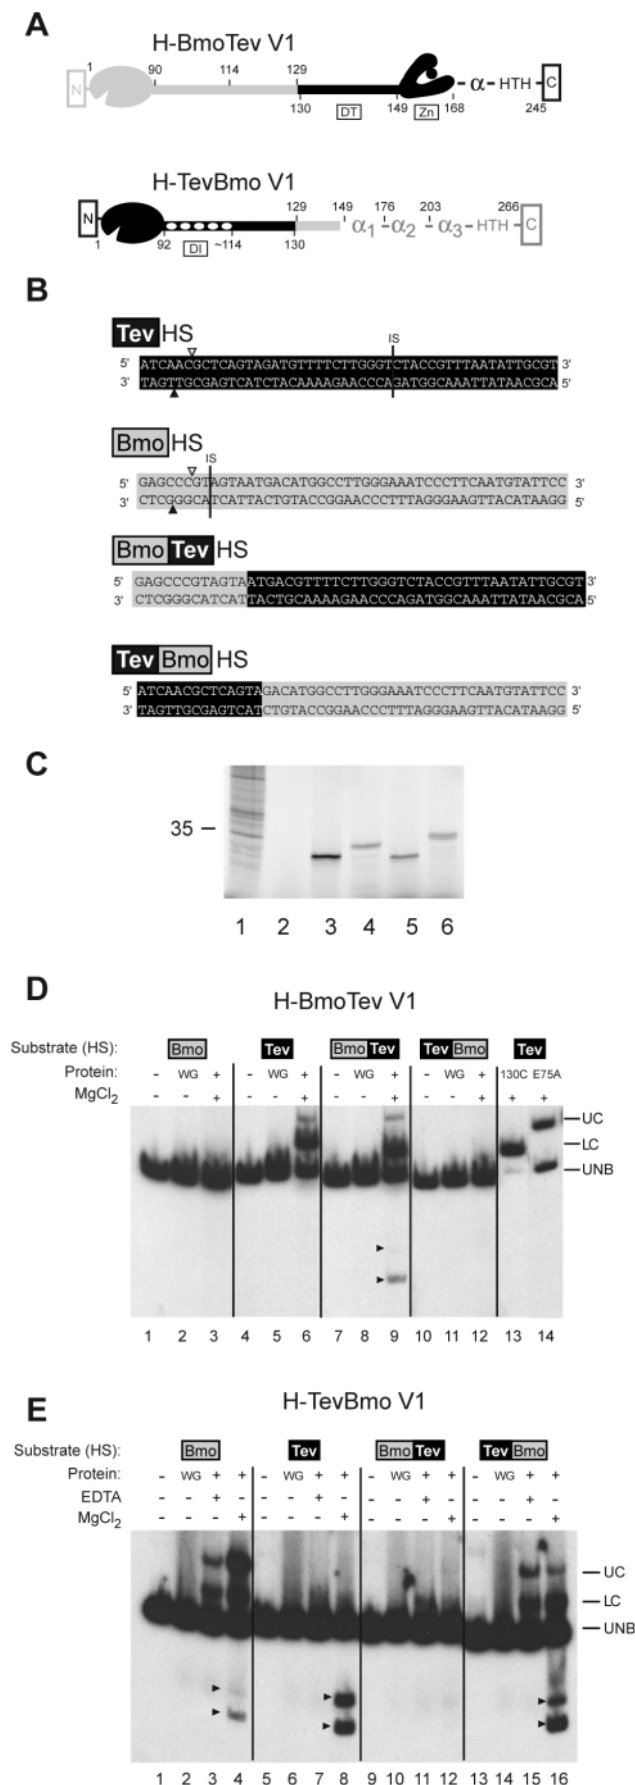 A
H-BmoTev V1
1 90 114 129
N α HTH C
130 DT 149 Zn 168 245
H-TevBmo V1
N 129 149 176 203 266
α1 α2 α3 HTH C
1 92 DI ~114 130
B
Tev HS
IS
5' ATCAACGCTCAGTAGATGTTTTCTTGGGTCTACCGTTTAATATTGCGT 3'
3' TAGTTGCGAGTCATCTACAAAAGAACCCAGATGGCAAATTATAACGCA 5'
Bmo HS
IS
5' GAGCCCGTAGTAATGACATGGCCTTGGGAAATCCCTTCAATGTATTCC 3'
3' CTCGGGCATCATTACTGTACCGGAACCCTTTAGGGAAGTTACATAAGG 5'
Bmo Tev HS
5' GAGCCCGTAGTAATGACGTTTTCTTGGGTCTACCGTTTAATATTGCGT 3'
3' CTCGGGCATCATTACTGCAAAAGAACCCAGATGGCAAATTATAACGCA 5'
Tev Bmo HS
5' ATCAACGCTCAGTAGACATGGCCTTGGGAAATCCCTTCAATGTATTCC 3'
3' TAGTTGCGAGTCATCTGTACCGGAACCCTTTAGGGAAGTTACATAAGG 5'
C
35
1 2 3 4 5 6
D
H-BmoTev V1
Substrate (HS): Bmo Tev Bmo Tev Tev Bmo Tev
Protein: - WG + - WG + - WG + - WG + 130C E75A
MgCl2 - - + - - + - - + - - + + +
UC
LC
UNB
1 2 3 4 5 6 7 8 9 10 11 12 13 14
E
H-TevBmo V1
Substrate (HS): Bmo Tev Bmo Tev Tev Bmo
Protein: - WG + + - WG + + - WG + + - WG + +
EDTA - - + - - - + - - - + - - - + -
MgCl2 - - - + - - - + - - - + - - - +
UC
LC
UNB
1 2 3 4 5 6 7 8 9 10 11 12 13 14 15 16